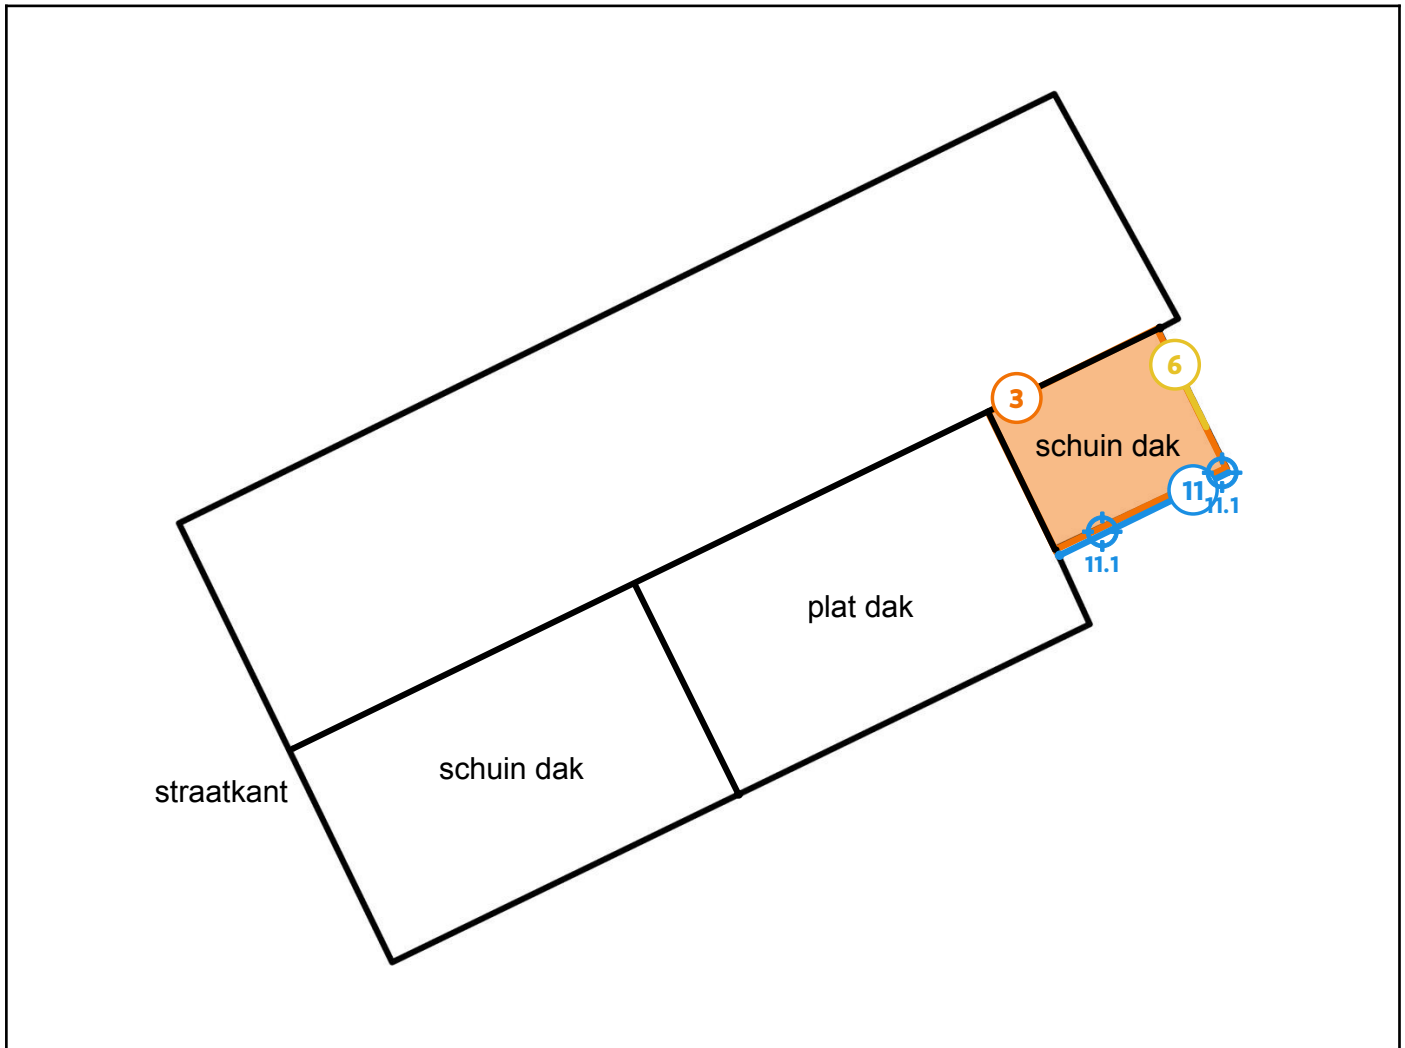 6
3
schuin dak
11
11.1
11.1
plat dak
schuin dak
straatkant